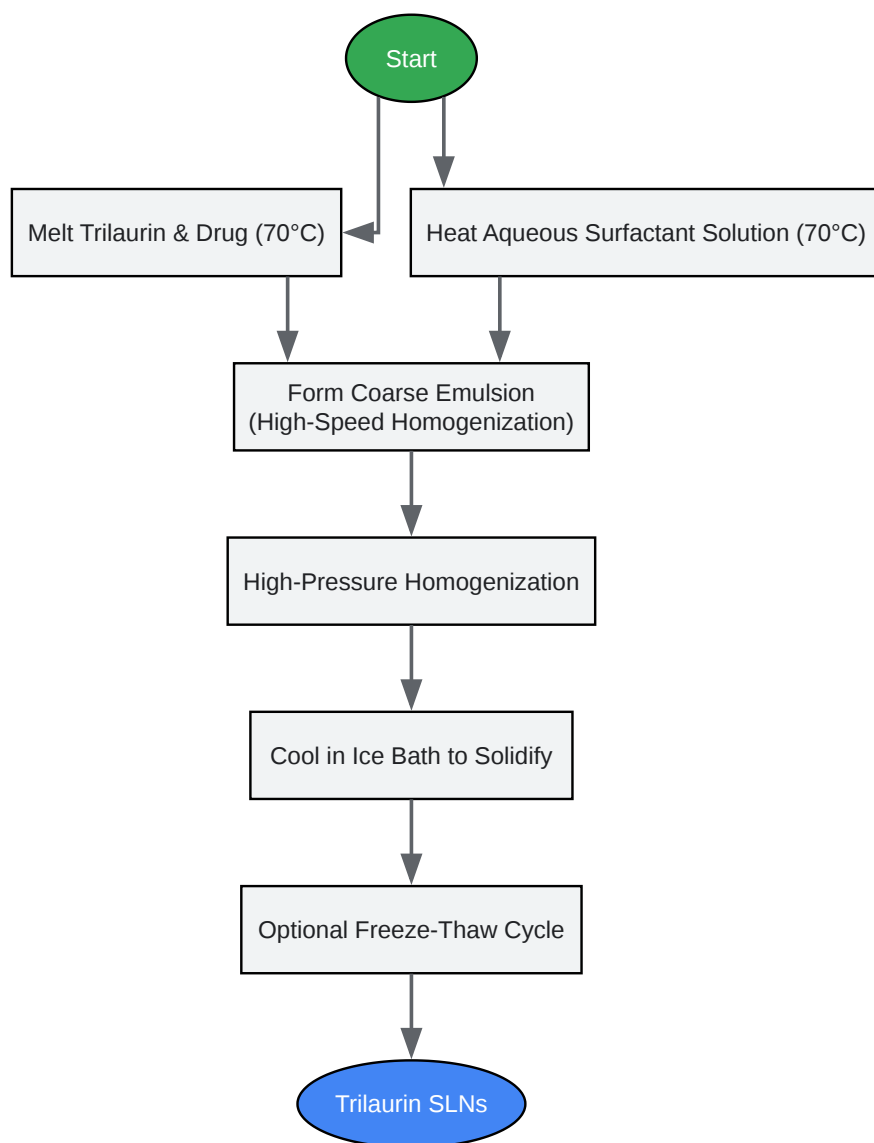 Start
Melt Trilaurin & Drug (70°C)
Heat Aqueous Surfactant Solution (70°C)
Form Coarse Emulsion
(High-Speed Homogenization)
High-Pressure Homogenization
Cool in Ice Bath to Solidify
Optional Freeze-Thaw Cycle
Trilaurin SLNs